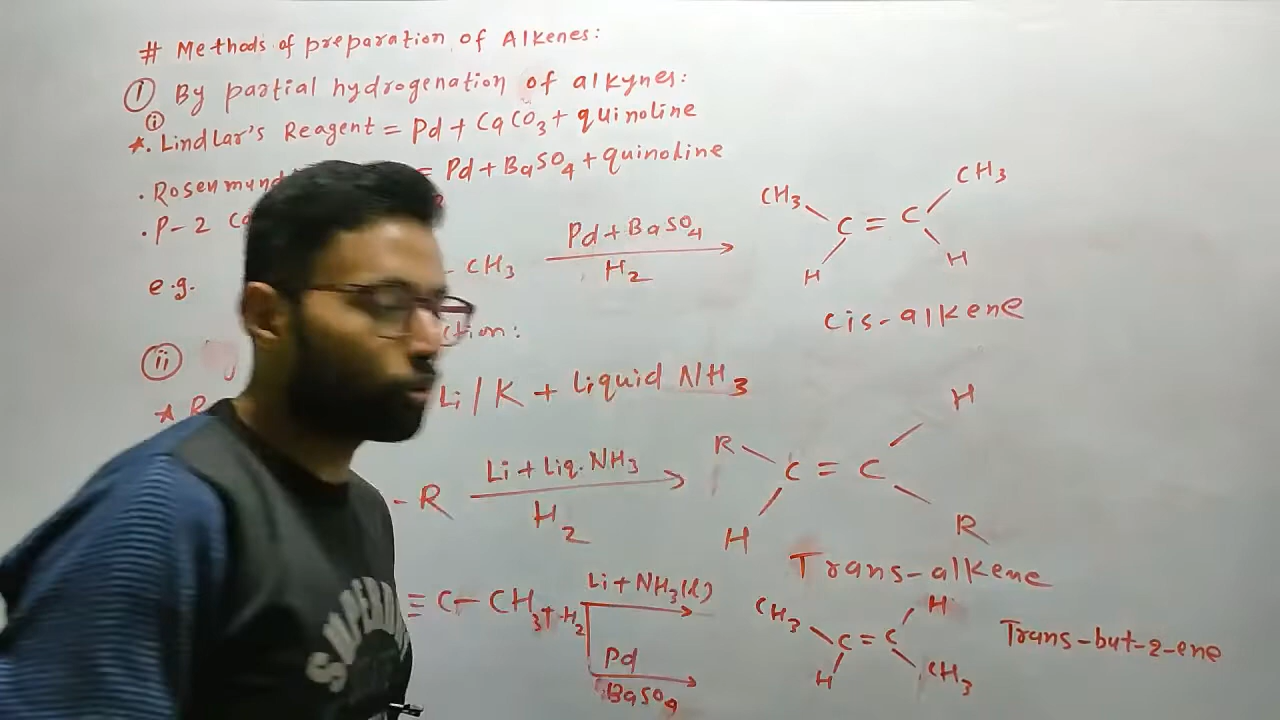 # Methods of preparation of Alkenes:
① By partial hydrogenation of alkynes:
ⓘ
★. Lindlar's Reagent = Pd + CaCO3 + quinoline
. Rosenmund = Pd + BaSO4 + quinoline
. P-2
e.g. - CH3 Pd + BaSO4 H2 CH3 C = C CH3 H H
cis-alkene
ⓘⓘ ction:
★ R Li / K + Liquid NH3
- R Li + Liq. NH3 H2 R C = C H H R
Trans-alkene
≡ C - CH3 + H2 Li + NH3(l) CH3 C = C H H CH3 Trans-but-2-ene
Pd
BaSO4
SUPERD